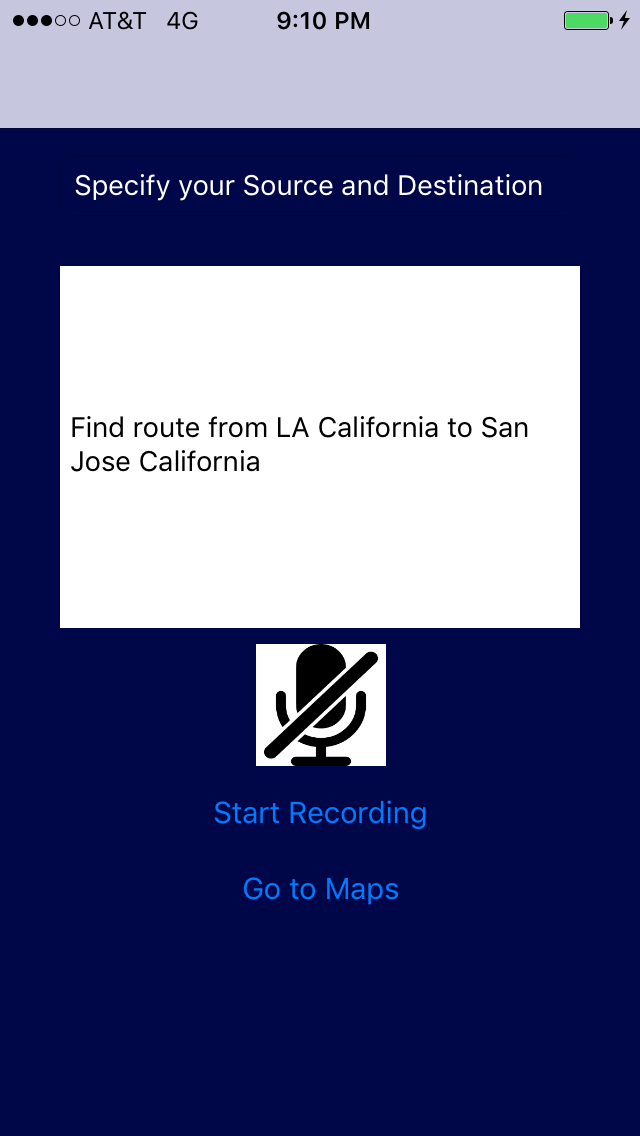 AT&T 4G 9:10 PM
Specify your Source and Destination
Find route from LA California to San
Jose California
Start Recording
Go to Maps